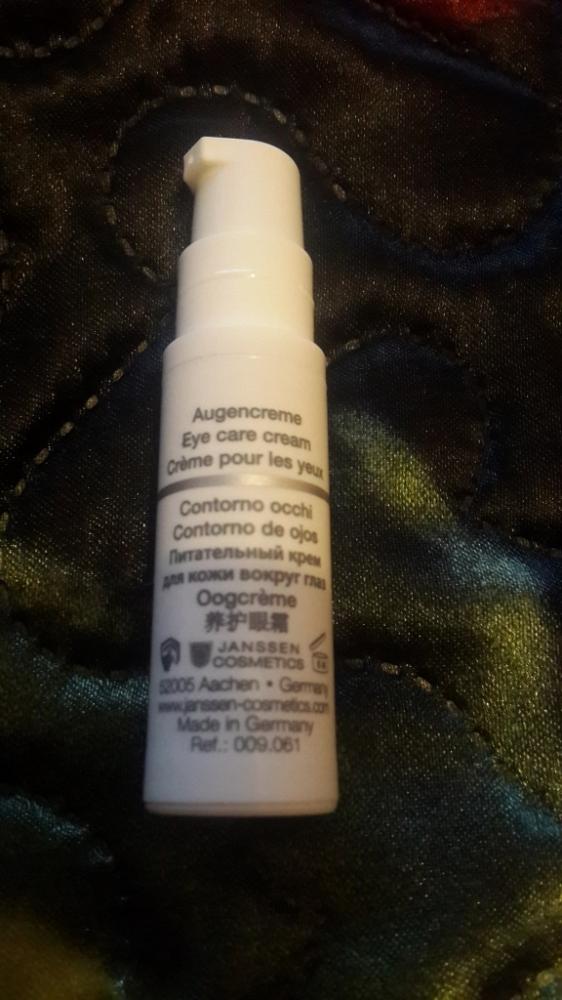 Augencreme
Eye care cream
Crème pour les yeux
Contorno occhi
Contorno de ojos
Питательный крем
для кожи вокруг глаз
Oogcrème
养护眼霜
JANSSEN
COSMETICS
52005 Aachen • Germany
www.janssen-cosmetics.com
Made in Germany
Ref.: 009.061